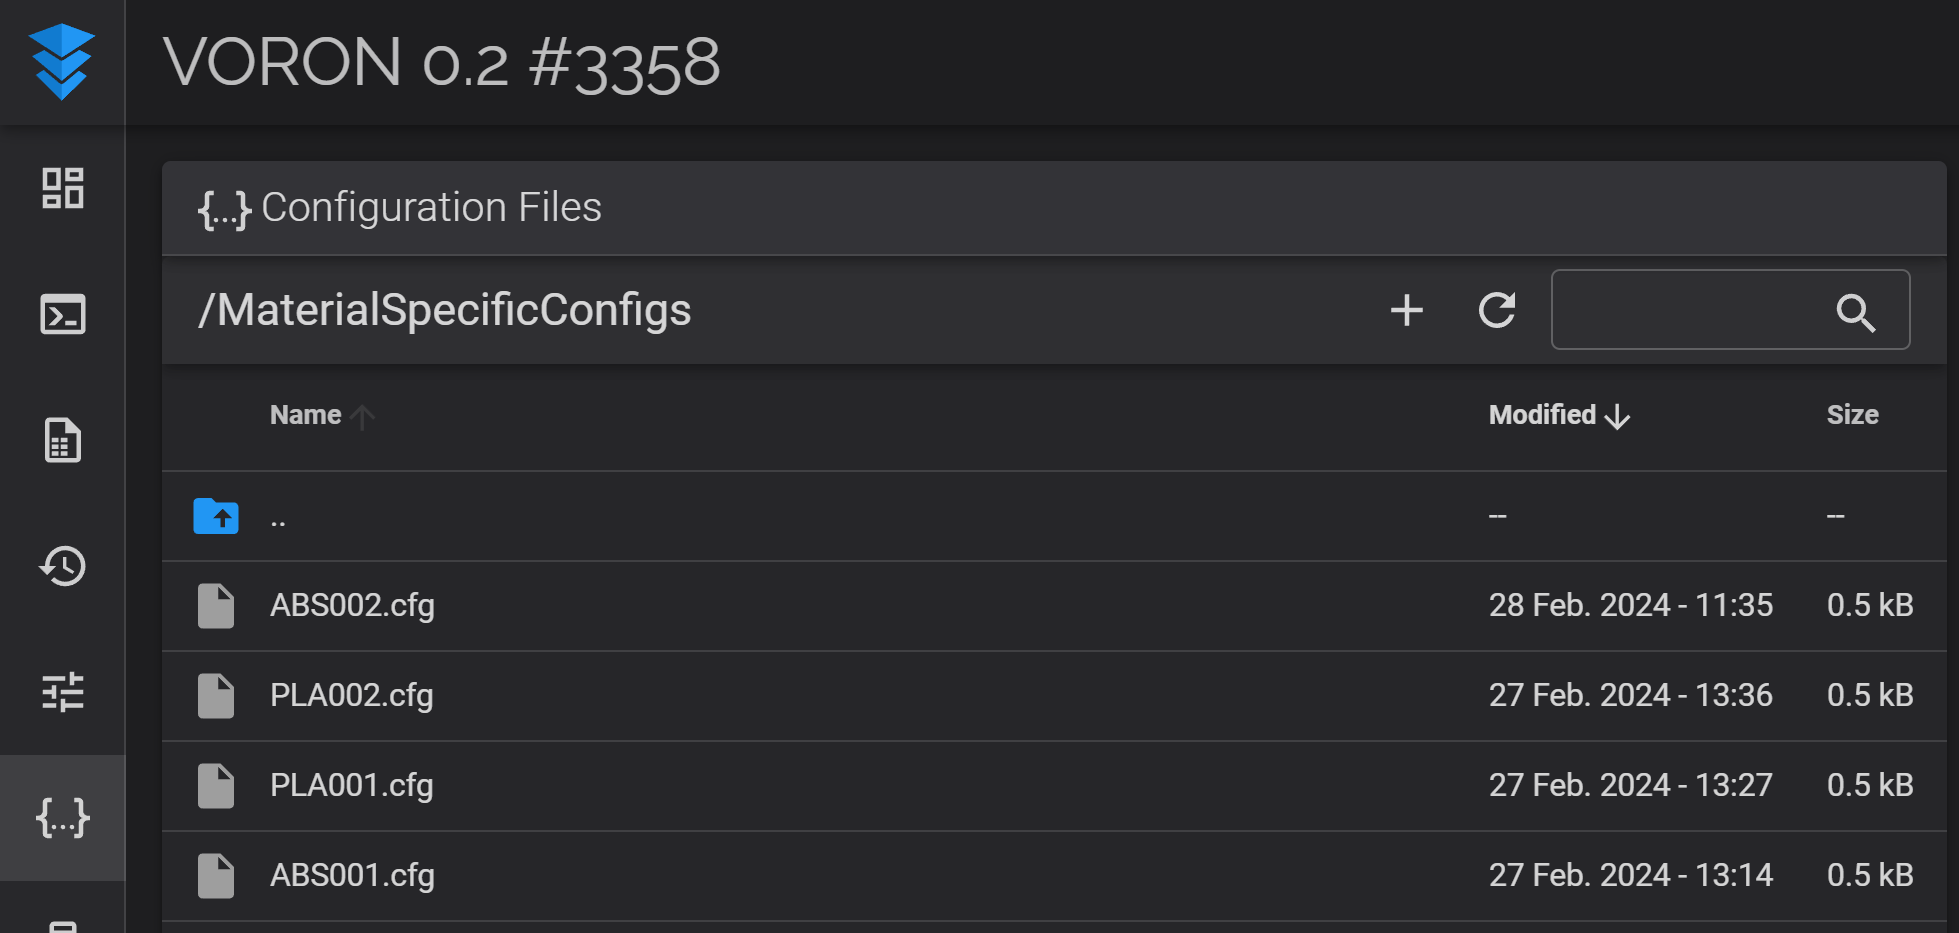 VORON 0.2 #3358
{...} Configuration Files
/MaterialSpecificConfigs
Name Modified Size
.. -- --
ABS002.cfg 28 Feb. 2024 - 11:35 0.5 kB
PLA002.cfg 27 Feb. 2024 - 13:36 0.5 kB
PLA001.cfg 27 Feb. 2024 - 13:27 0.5 kB
{...}
ABS001.cfg 27 Feb. 2024 - 13:14 0.5 kB